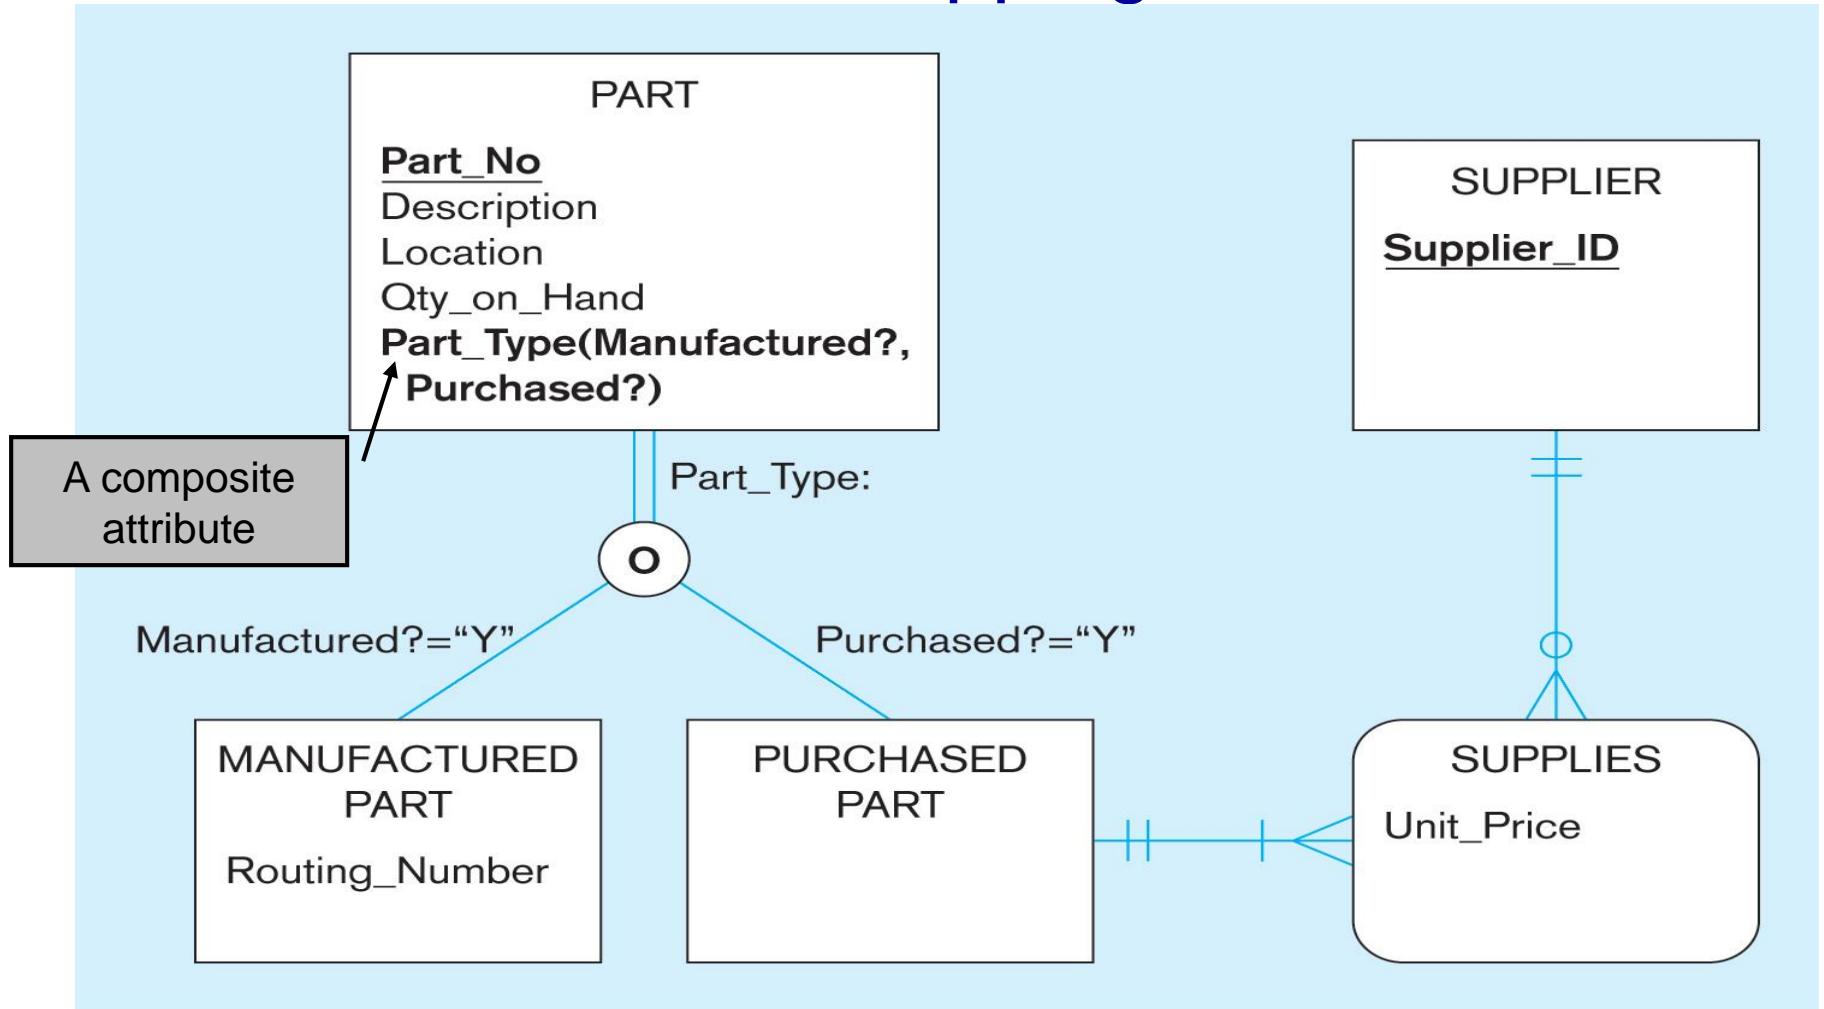 PART
Part_No
Description
Location
Qty_on_Hand
Part_Type(Manufactured?,
Purchased?)
SUPPLIER
Supplier_ID
A composite
attribute
Part_Type:
O
Manufactured?=“Y”
Purchased?=“Y”
MANUFACTURED
PART
Routing_Number
PURCHASED
PART
SUPPLIES
Unit_Price